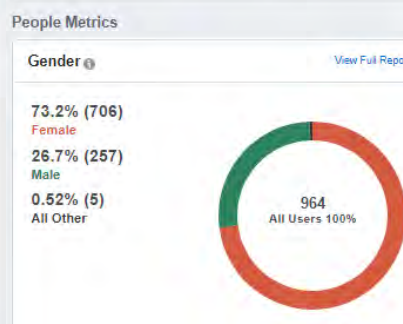 People Metrics
Gender
View Full Repo
73.2% (706)
Female
26.7% (257)
Male
0.52% (5)
All Other
964
All Users 100%